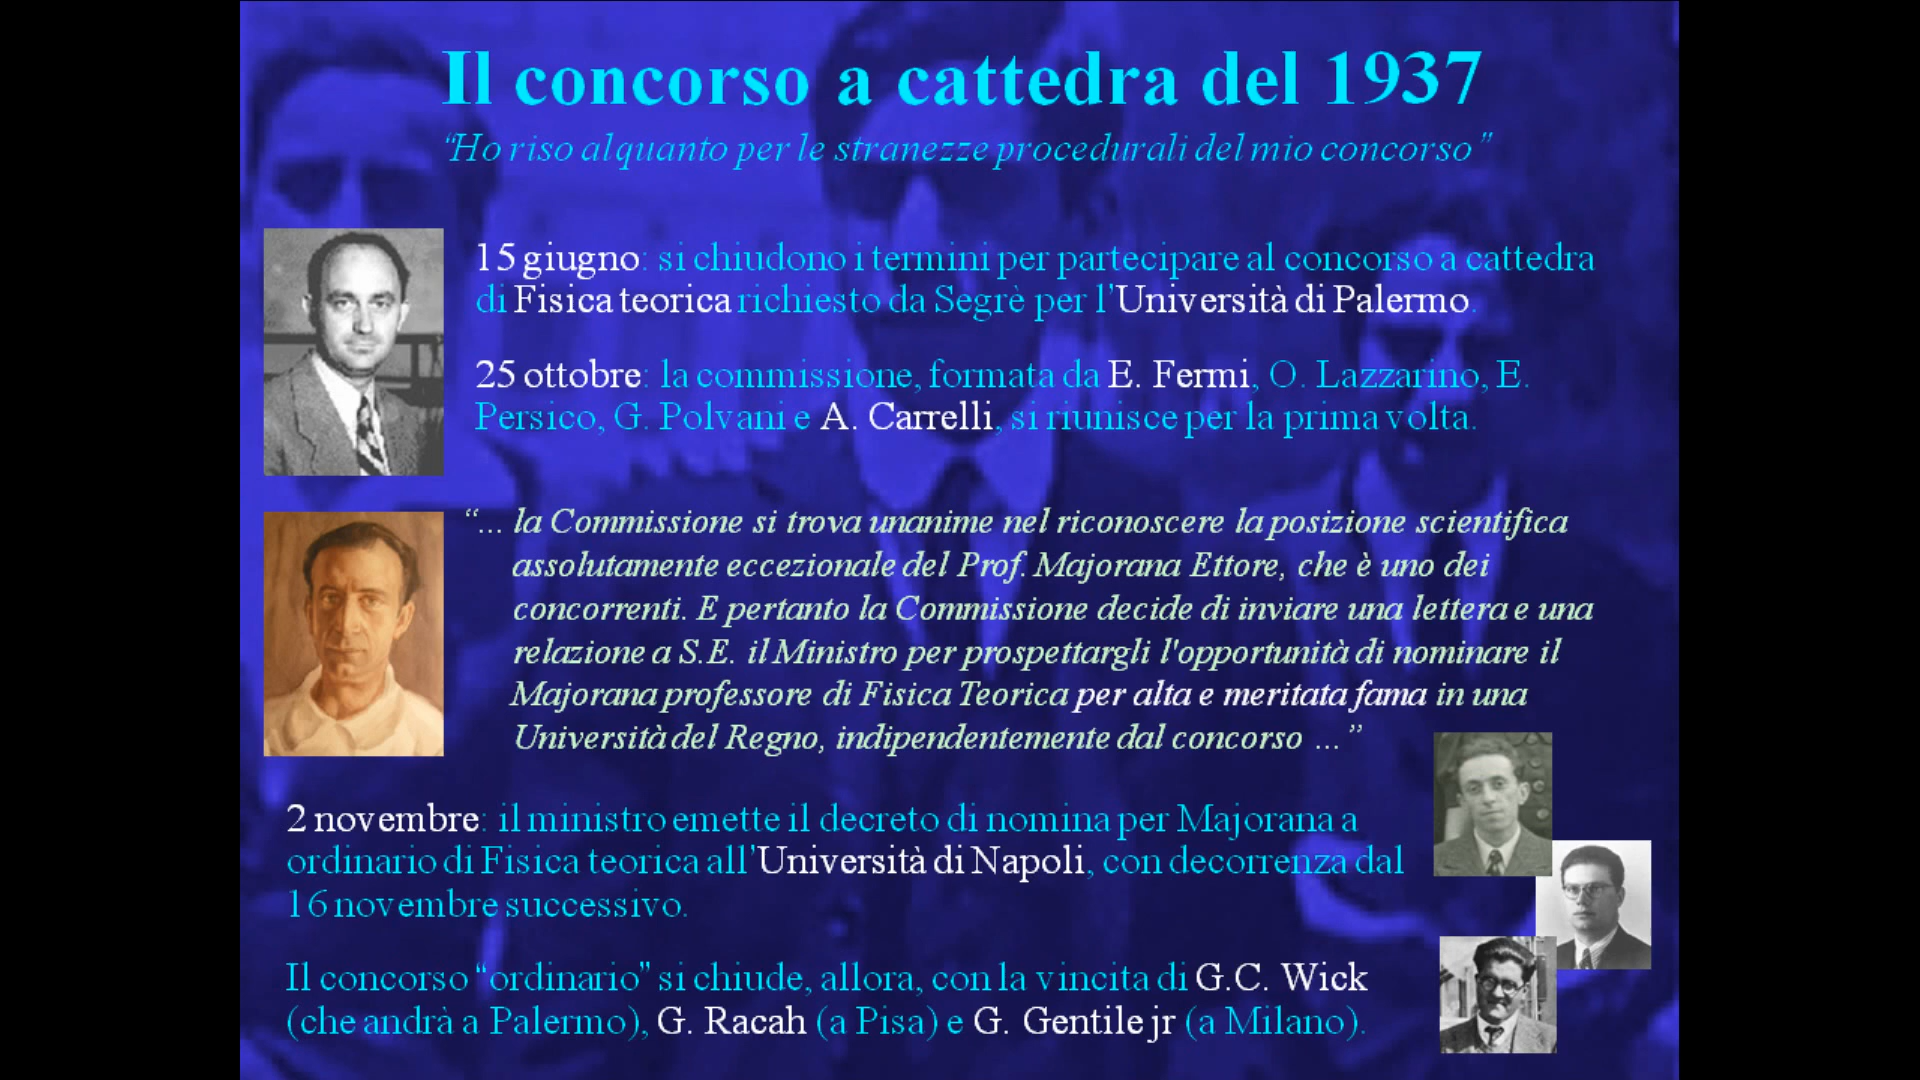 Il concorso a cattedra del 1937
“Ho riso alquanto per le stranezze procedurali del mio concorso”
15 giugno: si chiudono i termini per partecipare al concorso a cattedra
di Fisica teorica richiesto da Segrè per l’Università di Palermo.
25 ottobre: la commissione, formata da E. Fermi, O. Lazzarino, E.
Persico, G. Polvani e A. Carrelli, si riunisce per la prima volta.
“... la Commissione si trova unanime nel riconoscere la posizione scientifica
assolutamente eccezionale del Prof. Majorana Ettore, che è uno dei
concorrenti. E pertanto la Commissione decide di inviare una lettera e una
relazione a S.E. il Ministro per prospettargli l'opportunità di nominare il
Majorana professore di Fisica Teorica per alta e meritata fama in una
Università del Regno, indipendentemente dal concorso ...”
2 novembre: il ministro emette il decreto di nomina per Majorana a
ordinario di Fisica teorica all’Università di Napoli, con decorrenza dal
16 novembre successivo.
Il concorso “ordinario” si chiude, allora, con la vincita di G.C. Wick
(che andrà a Palermo), G. Racah (a Pisa) e G. Gentile jr (a Milano).